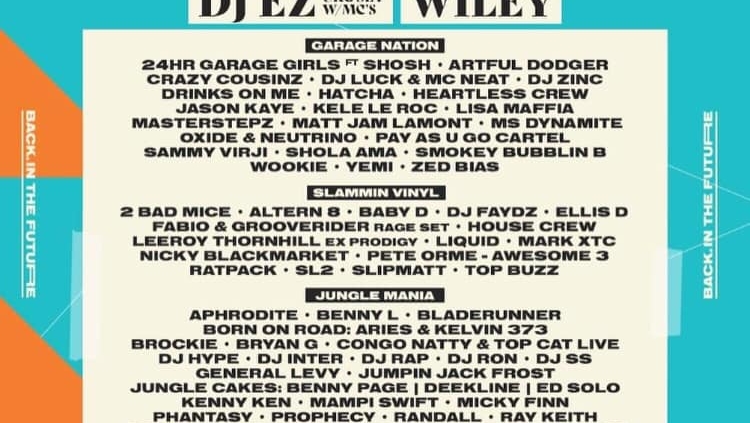 DJ EZ W/MC'S WILEY
GARAGE NATION
24HR GARAGE GIRLS FT SHOSH · ARTFUL DODGER
CRAZY COUSINZ · DJ LUCK & MC NEAT · DJ ZINC
DRINKS ON ME · HATCHA · HEARTLESS CREW
JASON KAYE · KELE LE ROC · LISA MAFFIA
MASTERSTEPZ · MATT JAM LAMONT · MS DYNAMITE
OXIDE & NEUTRINO · PAY AS U GO CARTEL
SAMMY VIRJI · SHOLA AMA · SMOKEY BUBBLIN B
WOOKIE · YEMI · ZED BIAS
SLAMMIN VINYL
2 BAD MICE · ALTERN 8 · BABY D · DJ FAYDZ · ELLIS D
FABIO & GROOVERIDER RAGE SET · HOUSE CREW
LEEROY THORNHILL EX PRODIGY · LIQUID · MARK XTC
NICKY BLACKMARKET · PETE ORME - AWESOME 3
RATPACK · SL2 · SLIPMATT · TOP BUZZ
JUNGLE MANIA
APHRODITE · BENNY L · BLADERUNNER
BORN ON ROAD: ARIES & KELVIN 373
BROCKIE · BRYAN G · CONGO NATTY & TOP CAT LIVE
DJ HYPE · DJ INTER · DJ RAP · DJ RON · DJ SS
GENERAL LEVY · JUMPIN JACK FROST
JUNGLE CAKES: BENNY PAGE | DEEKLINE | ED SOLO
KENNY KEN · MAMPI SWIFT · MICKY FINN
PHANTASY · PROPHECY · RANDALL · RAY KEITH
BACK IN THE FUTURE
BACK IN THE FUTURE